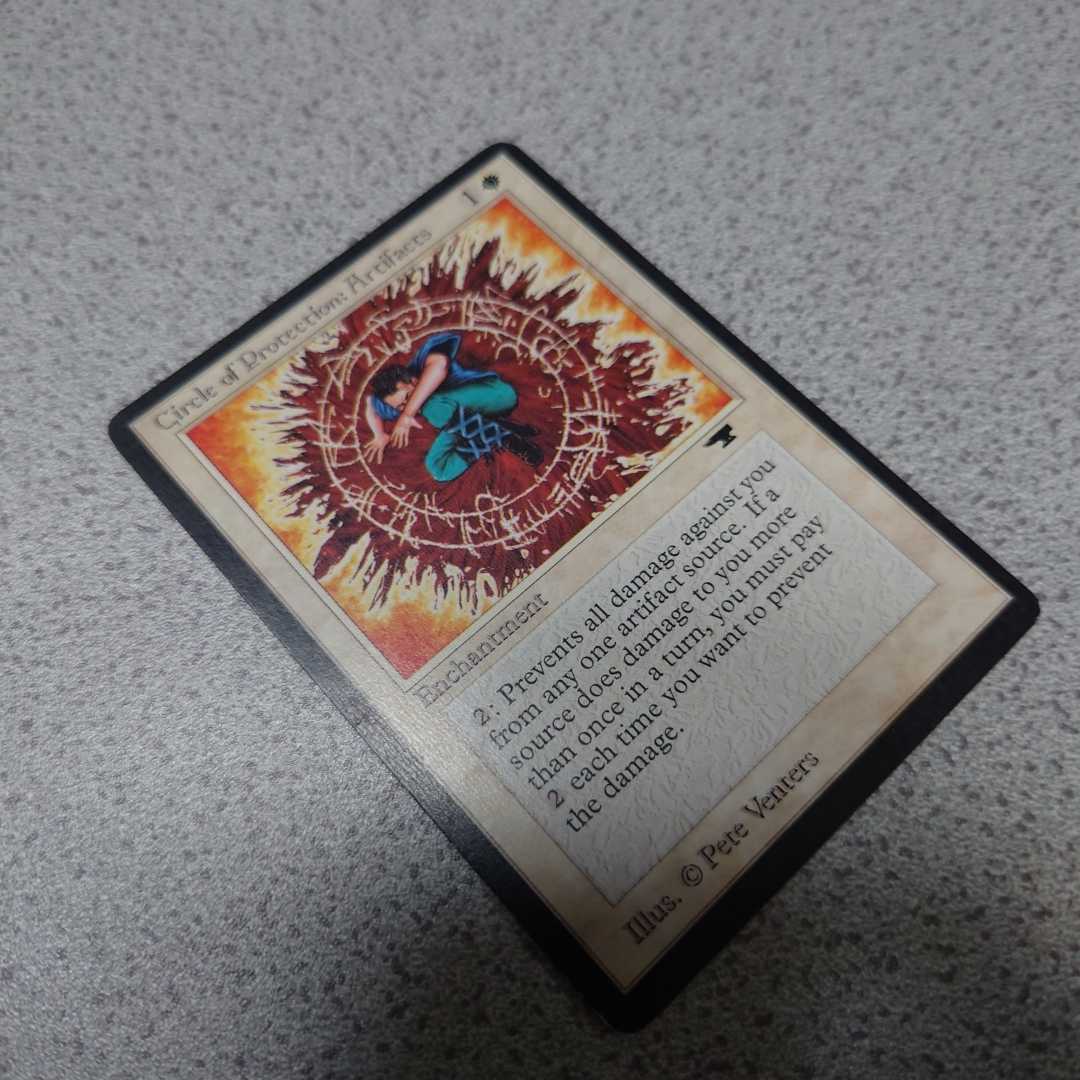 Circle of Protection: Artifacts 1
Enchantment
2: Prevents all damage against you
from any one artifact source. If a
source does damage to you more
than once in a turn, you must pay
2 each time you want to prevent
the damage.
Illus. © Pete Venters